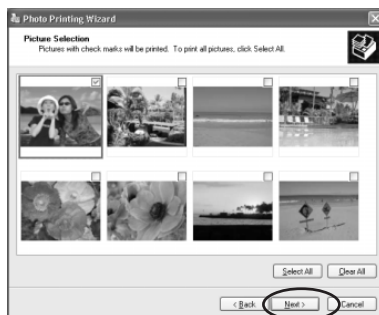 Photo Printing Wizard
Picture Selection
Pictures with check marks will be printed. To print all pictures, click Select All.
Select All
Clear All
< Back
Next >
Cancel